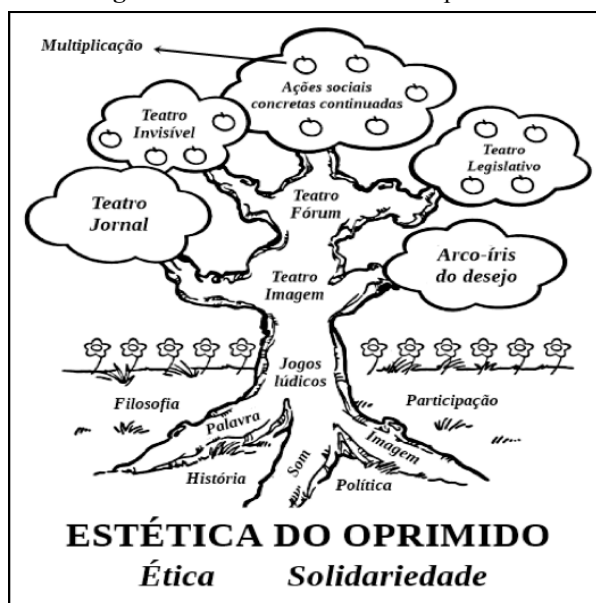 Multiplicação
Ações sociais
concretas continuadas
Teatro
Invisível
Teatro
Legislativo
Teatro
Jornal
Teatro
Fórum
Arco-íris
do desejo
Teatro
Imagem
Jogos
lúdicos
Filosofia
Participação
Palavra
Imagem
História
Som
Política
ESTÉTICA DO OPRIMIDO
Ética Solidariedade